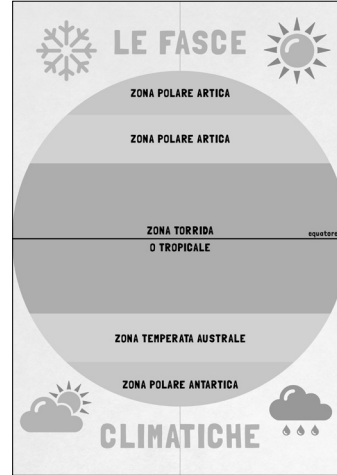 LE FASCE
ZONA POLARE ARTICA
ZONA POLARE ARTICA
ZONA TORRIDA
equatore
O TROPICALE
ZONA TEMPERATA AUSTRALE
ZONA POLARE ANTARTICA
CLIMATICHE